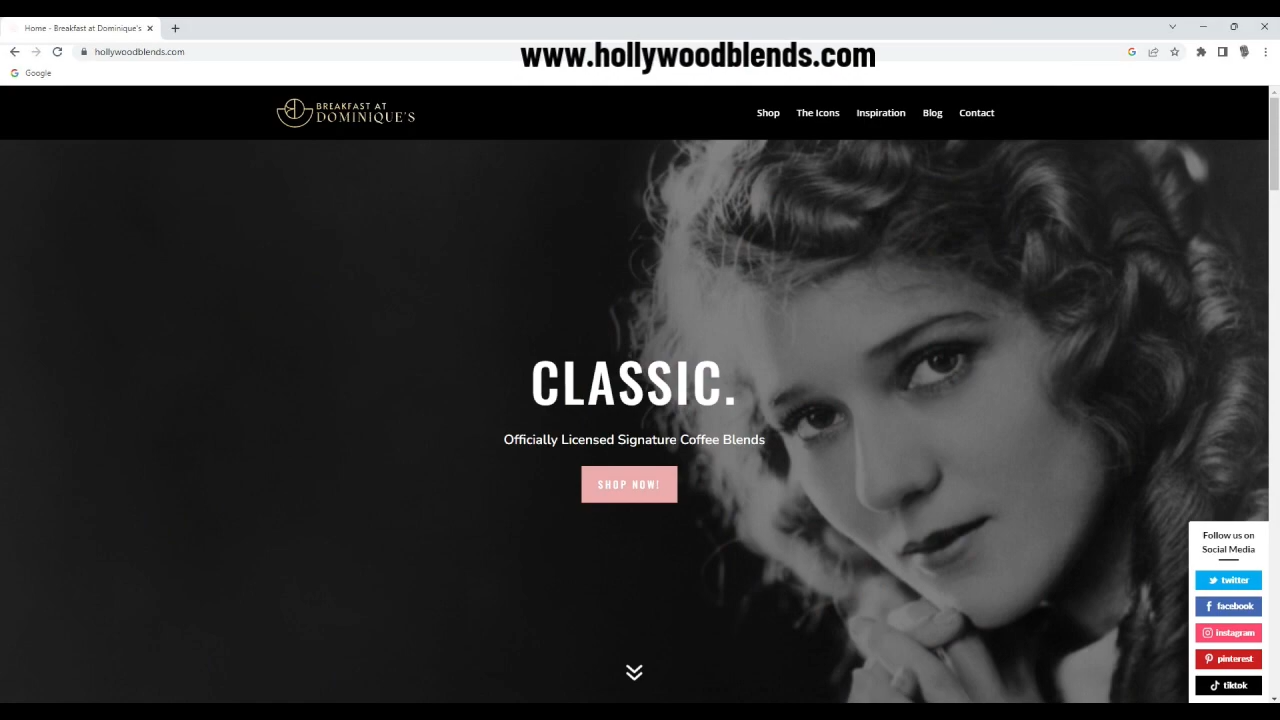 Home - Breakfast at Dominique's
hollywoodblends.com
www.hollywoodblends.com
Google
BREAKFAST AT
DOMINIQUE'S
Shop
The Icons
Inspiration
Blog
Contact
CLASSIC.
Officially Licensed Signature Coffee Blends
SHOP NOW!
Follow us on
Social Media
twitter
facebook
instagram
pinterest
tiktok